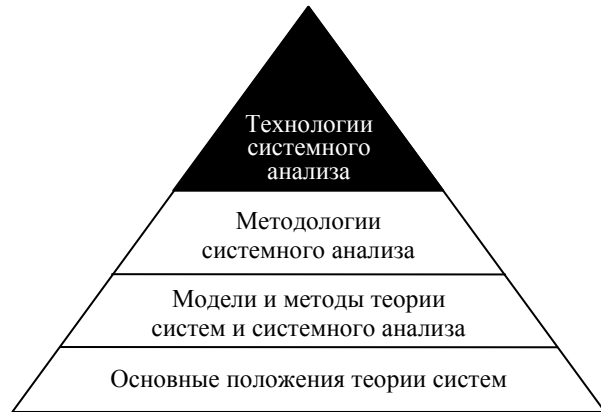 Технологии
системного
анализа
Методологии
системного анализа
Модели и методы теории
систем и системного анализа
Основные положения теории систем